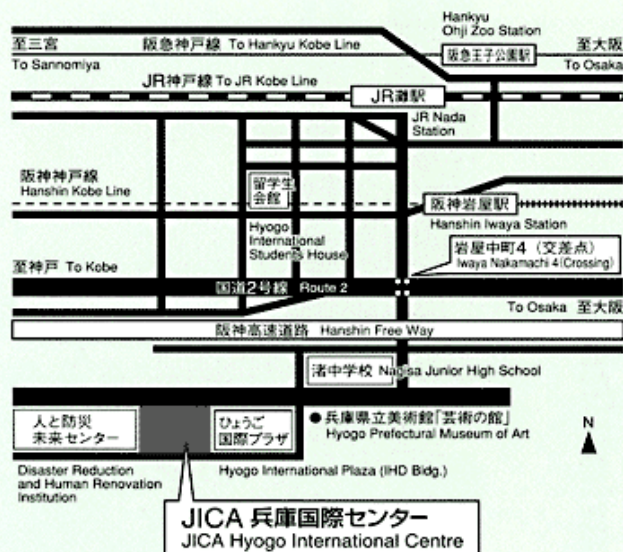 Hankyu
Ohji Zoo Station
至三宮
阪急神戸線 To Hankyu Kobe Line
阪急王子公園駅
至大阪
To Sannomiya
To Osaka
JR神戸線 To JR Kobe Line
JR灘駅
JR Nada
Station
阪神神戸線
Hanshin Kobe Line
留学生
会館
阪神岩屋駅
Hanshin Iwaya Station
Hyogo
International
Students House
岩屋中町4(交差点)
Iwaya Nakamachi 4(Crossing)
至神戸 To Kobe
国道2号線 Route 2
To Osaka 至大阪
阪神高速道路 Hanshin Free Way
渚中学校 Nagisa Junior High School
人と防災
未来センター
ひょうご
国際プラザ
●兵庫県立美術館「芸術の館」
Hyogo Prefectural Museum of Art
N
Disaster Reduction
and Human Renovation
Institution
Hyogo International Plaza (IHD Bldg.)
JICA 兵庫国際センター
JICA Hyogo International Centre